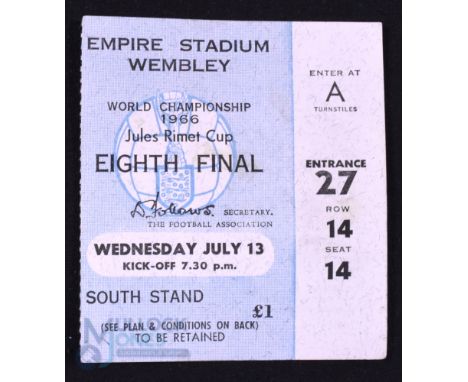 EMPIRE STADIUM
WEMBLEY
WORLD CHAMPIONSHIP
1966
Jules Rimet Cup
EIGHTH FINAL
D. Follows. SECRETARY.
THE FOOTBALL ASSOCIATION
WEDNESDAY JULY 13
KICK-OFF 7.30 p.m.
SOUTH STAND
£1
(SEE PLAN & CONDITIONS ON BACK)
TO BE RETAINED
ENTER AT
A
TURNSTILES
ENTRANCE
27
ROW
14
SEAT
14
MULLOCK